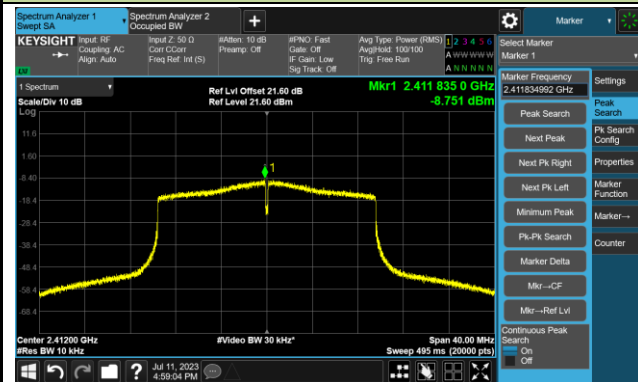 Spectrum Analyzer 1
Swept SA
Spectrum Analyzer 2
Occupied BW
+
Marker
KEYSIGHT
Input: RF
Coupling: AC
Align: Auto
Input Z: 50 Ω
Corr CCorr
Freq Ref: Int (S)
#Atten: 10 dB
Preamp: Off
#PNO: Fast
Gate: Off
IF Gain: Low
Sig Track: Off
Avg Type: Power (RMS)
Avg|Hold: 100/100
Trig: Free Run
1 2 3 4 5 6
A W W W W W
A N N N N N
LXI
Select Marker
Marker 1
1 Spectrum
Scale/Div 10 dB
Log
Ref Lvl Offset 21.60 dB
Ref Level 21.60 dBm
Mkr1 2.411 835 0 GHz
-8.751 dBm
11.6
1.60
-8.40
-18.4
-28.4
-38.4
-48.4
-58.4
-68.4
1
Center 2.41200 GHz
#Res BW 10 kHz
#Video BW 30 kHz*
Span 40.00 MHz
Sweep 495 ms (20000 pts)
Marker Frequency
2.411834992 GHz
Peak Search
Next Peak
Next Pk Right
Next Pk Left
Minimum Peak
Pk-Pk Search
Marker Delta
Mkr→CF
Mkr→Ref Lvl
Continuous Peak
Search
On
Off
Settings
Peak
Search
Pk Search
Config
Properties
Marker
Function
Marker→
Counter
?
Jul 11, 2023
4:59:04 PM